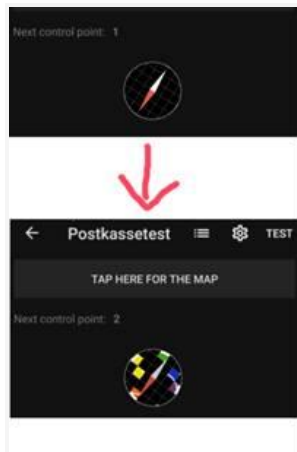 Next control point: 1
Postkassetest
TEST
TAP HERE FOR THE MAP
Next control point: 2